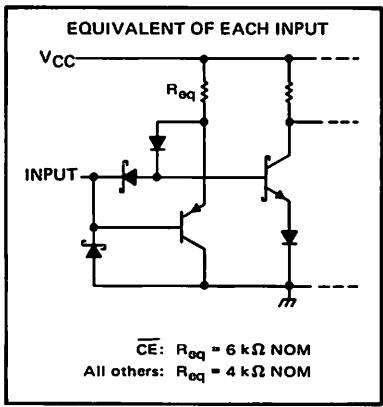 EQUIVALENT OF EACH INPUT
VCC
Req
INPUT
CE: Req = 6 kΩ NOM
All others: Req = 4 kΩ NOM